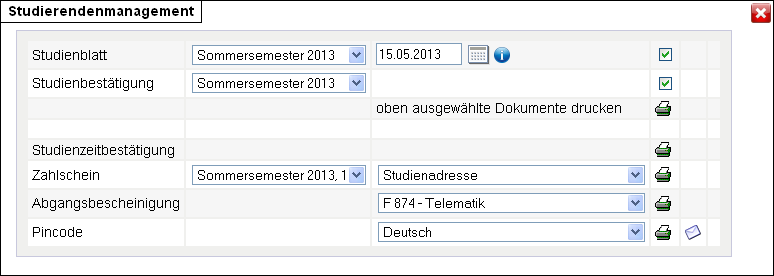 Studierendenmanagement
Studienblatt Sommersemester 2013 15.05.2013
Studienbestätigung Sommersemester 2013
oben ausgewählte Dokumente drucken
Studienzeitbestätigung
Zahlschein Sommersemester 2013, 1 Studienadresse
Abgangsbescheinigung F 874 - Telematik
Pincode Deutsch